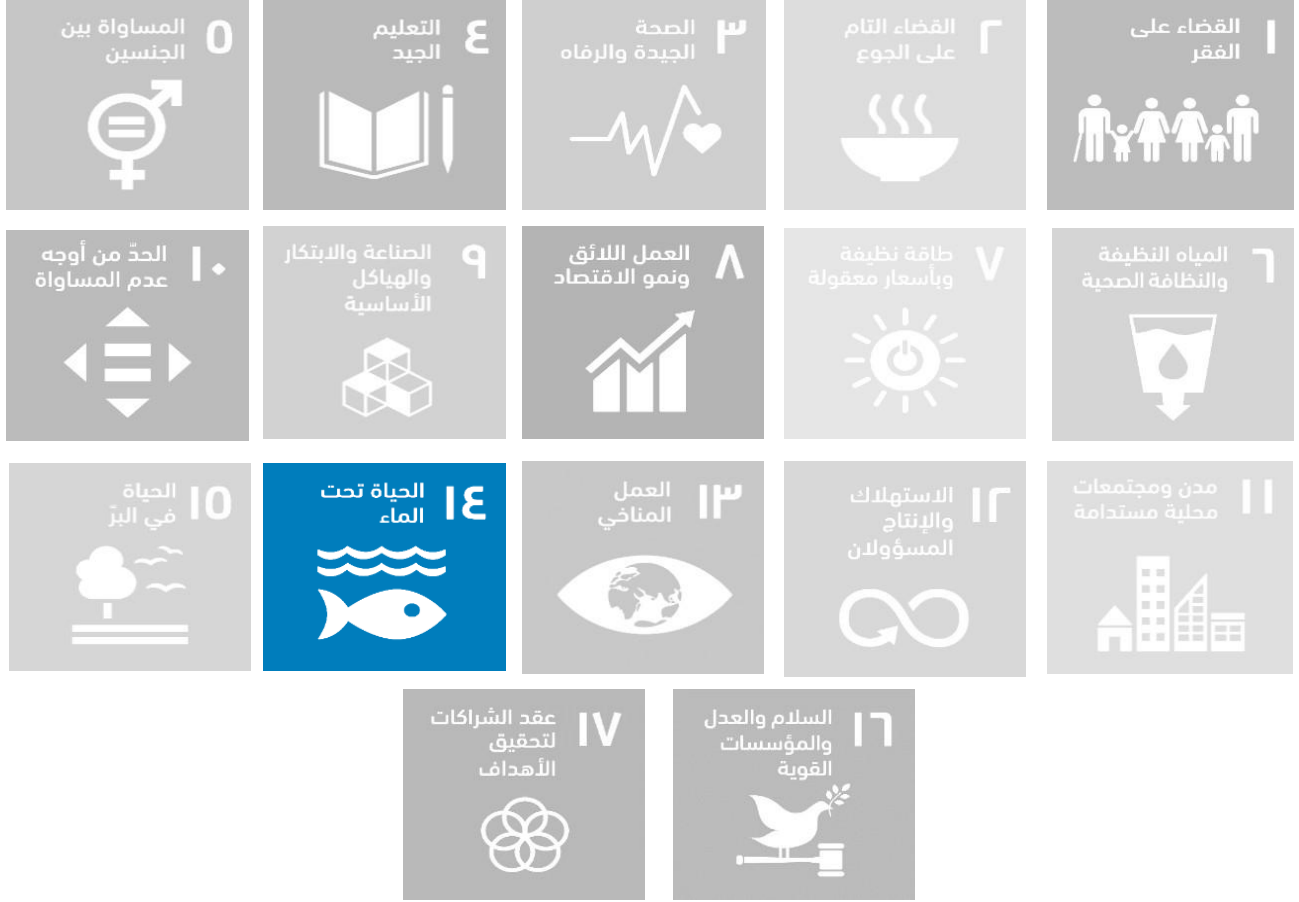 ١ القضاء على
الفقر
٢ القضاء التام
على الجوع
٣ الصحة
الجيدة والرفاه
٤ التعليم
الجيد
٥ المساواة بين
الجنسين
٦ المياه النظيفة
والنظافة الصحية
٧ طاقة نظيفة
وبأسعار معقولة
٨ العمل اللائق
ونمو الاقتصاد
٩ الصناعة والابتكار
والهياكل
الأساسية
١٠ الحدّ من أوجه
عدم المساواة
١١ مدن ومجتمعات
محلية مستدامة
١٢ الاستهلاك
والإنتاج
المسؤولان
١٣ العمل
المناخي
١٤ الحياة تحت
الماء
١٥ الحياة
في البرّ
١٦ السلام والعدل
والمؤسسات
القوية
١٧ عقد الشراكات
لتحقيق
الأهداف